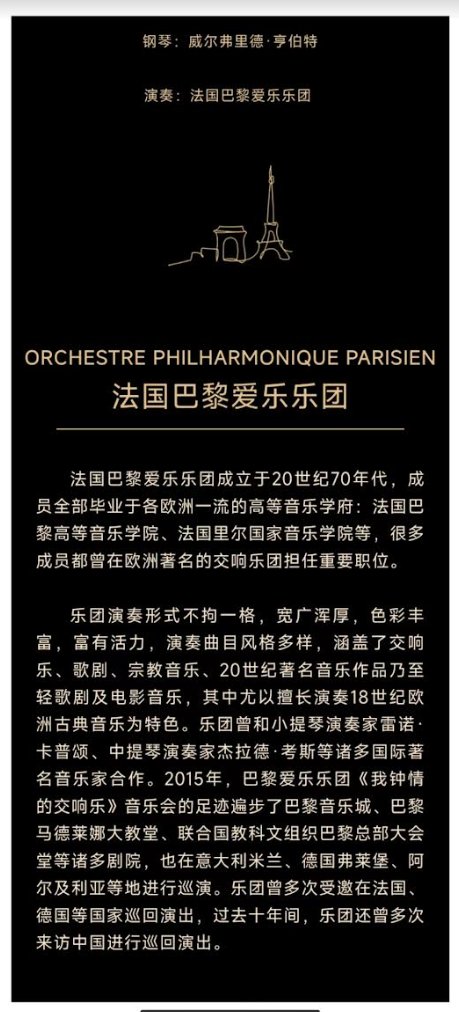 钢琴：威尔弗里德·亨伯特
演奏：法国巴黎爱乐乐团
ORCHESTRE PHILHARMONIQUE PARISIEN
法国巴黎爱乐乐团
法国巴黎爱乐乐团成立于20世纪70年代，成
员全部毕业于各欧洲一流的高等音乐学府：法国巴
黎高等音乐学院、法国里尔国家音乐学院等，很多
成员都曾在欧洲著名的交响乐团担任重要职位。
乐团演奏形式不拘一格，宽广浑厚，色彩丰
富，富有活力，演奏曲目风格多样，涵盖了交响
乐、歌剧、宗教音乐、20世纪著名音乐作品乃至
轻歌剧及电影音乐，其中尤以擅长演奏18世纪欧
洲古典音乐为特色。乐团曾和小提琴演奏家雷诺·
卡普颂、中提琴演奏家杰拉德·考斯等诸多国际著
名音乐家合作。2015年，巴黎爱乐乐团《我钟情
的交响乐》音乐会的足迹遍步了巴黎音乐城、巴黎
马德莱娜大教堂、联合国教科文组织巴黎总部大会
堂等诸多剧院，也在意大利米兰、德国弗莱堡、阿
尔及利亚等地进行巡演。乐团曾多次受邀在法国、
德国等国家巡回演出，过去十年间，乐团还曾多次
来访中国进行巡回演出。